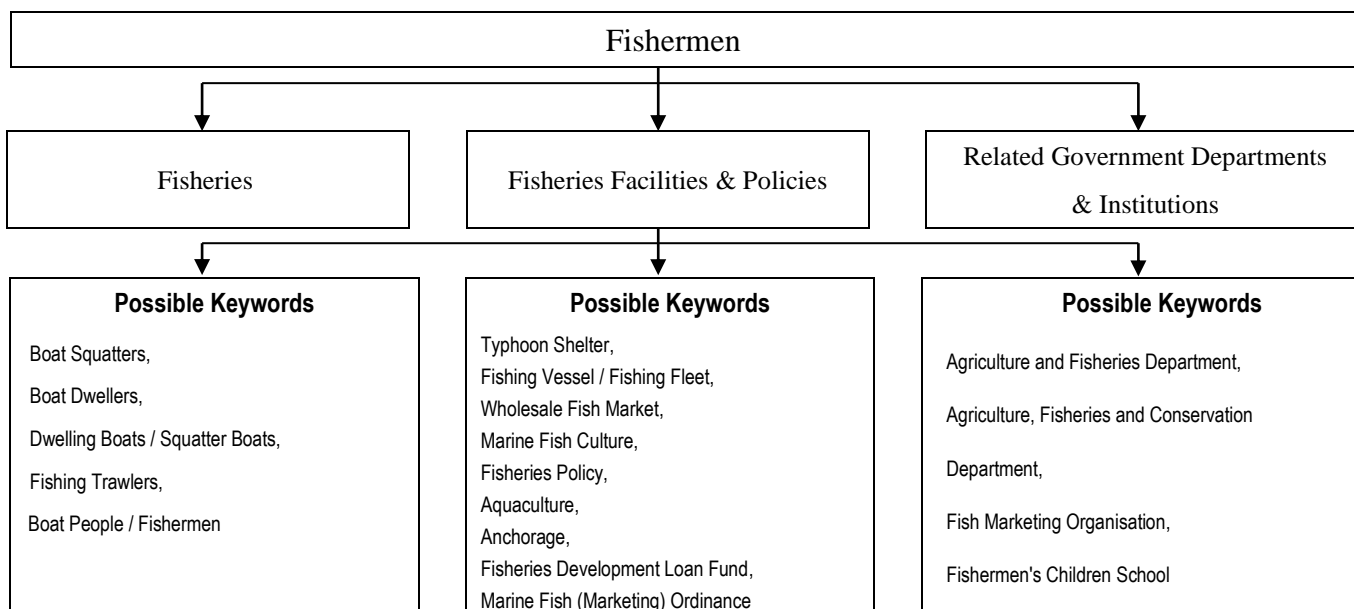 Fishermen
Fisheries
Fisheries Facilities & Policies
Related Government Departments
& Institutions
Possible Keywords
Boat Squatters,
Boat Dwellers,
Dwelling Boats / Squatter Boats,
Fishing Trawlers,
Boat People / Fishermen
Possible Keywords
Typhoon Shelter,
Fishing Vessel / Fishing Fleet,
Wholesale Fish Market,
Marine Fish Culture,
Fisheries Policy,
Aquaculture,
Anchorage,
Fisheries Development Loan Fund,
Marine Fish (Marketing) Ordinance
Possible Keywords
Agriculture and Fisheries Department,
Agriculture, Fisheries and Conservation
Department,
Fish Marketing Organisation,
Fishermen's Children School